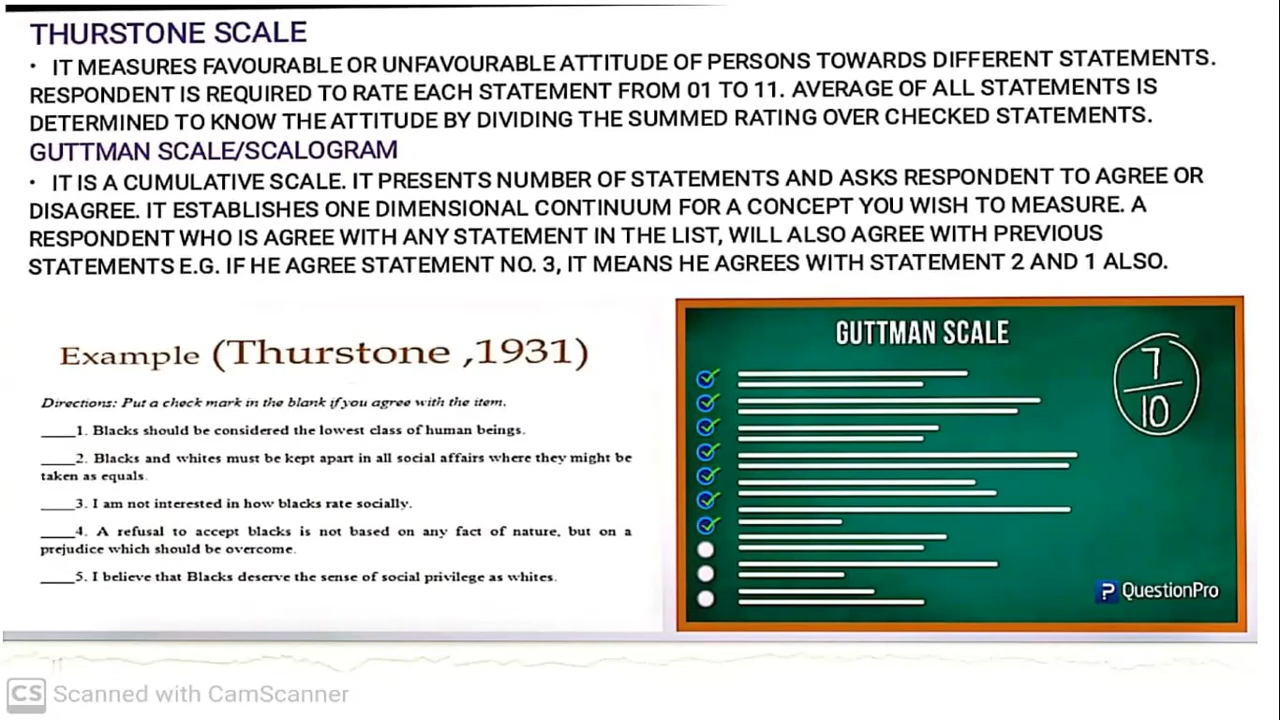 THURSTONE SCALE
· IT MEASURES FAVOURABLE OR UNFAVOURABLE ATTITUDE OF PERSONS TOWARDS DIFFERENT STATEMENTS.
RESPONDENT IS REQUIRED TO RATE EACH STATEMENT FROM 01 TO 11. AVERAGE OF ALL STATEMENTS IS
DETERMINED TO KNOW THE ATTITUDE BY DIVIDING THE SUMMED RATING OVER CHECKED STATEMENTS.
GUTTMAN SCALE/SCALOGRAM
· IT IS A CUMULATIVE SCALE. IT PRESENTS NUMBER OF STATEMENTS AND ASKS RESPONDENT TO AGREE OR
DISAGREE. IT ESTABLISHES ONE DIMENSIONAL CONTINUUM FOR A CONCEPT YOU WISH TO MEASURE. A
RESPONDENT WHO IS AGREE WITH ANY STATEMENT IN THE LIST, WILL ALSO AGREE WITH PREVIOUS
STATEMENTS E.G. IF HE AGREE STATEMENT NO. 3, IT MEANS HE AGREES WITH STATEMENT 2 AND 1 ALSO.
Example (Thurstone ,1931)
Directions: Put a check mark in the blank if you agree with the item.
____1. Blacks should be considered the lowest class of human beings.
____2. Blacks and whites must be kept apart in all social affairs where they might be
taken as equals.
____3. I am not interested in how blacks rate socially.
____4. A refusal to accept blacks is not based on any fact of nature, but on a
prejudice which should be overcome.
____5. I believe that Blacks deserve the sense of social privilege as whites.
GUTTMAN SCALE
7
10
QuestionPro
CS Scanned with CamScanner